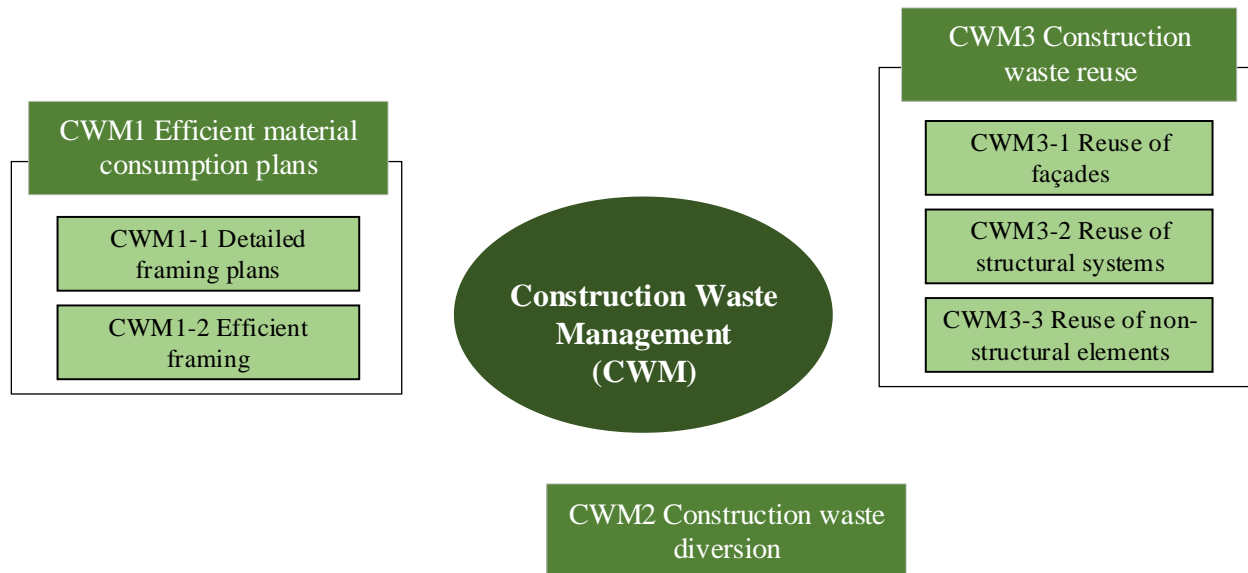 CWM1 Efficient material
consumption plans
CWM1-1 Detailed
framing plans
CWM1-2 Efficient
framing
Construction Waste
Management
(CWM)
CWM2 Construction waste
diversion
CWM3 Construction
waste reuse
CWM3-1 Reuse of
façades
CWM3-2 Reuse of
structural systems
CWM3-3 Reuse of non-
structural elements